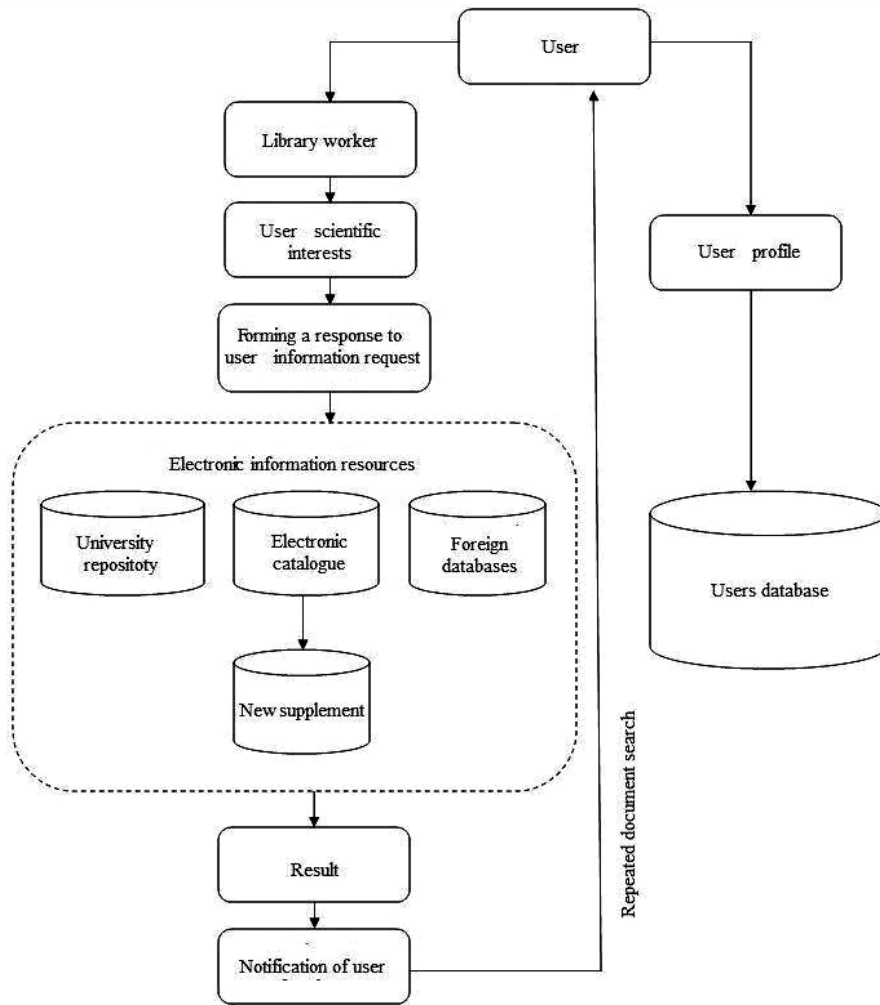 User
Library worker
User scientific
interests
User profile
Forming a response to
user information request
Electronic information resources
University
repositoty
Electronic
catalogue
Foreign
databases
Users database
New supplement
Repeated document search
Result
Notification of user